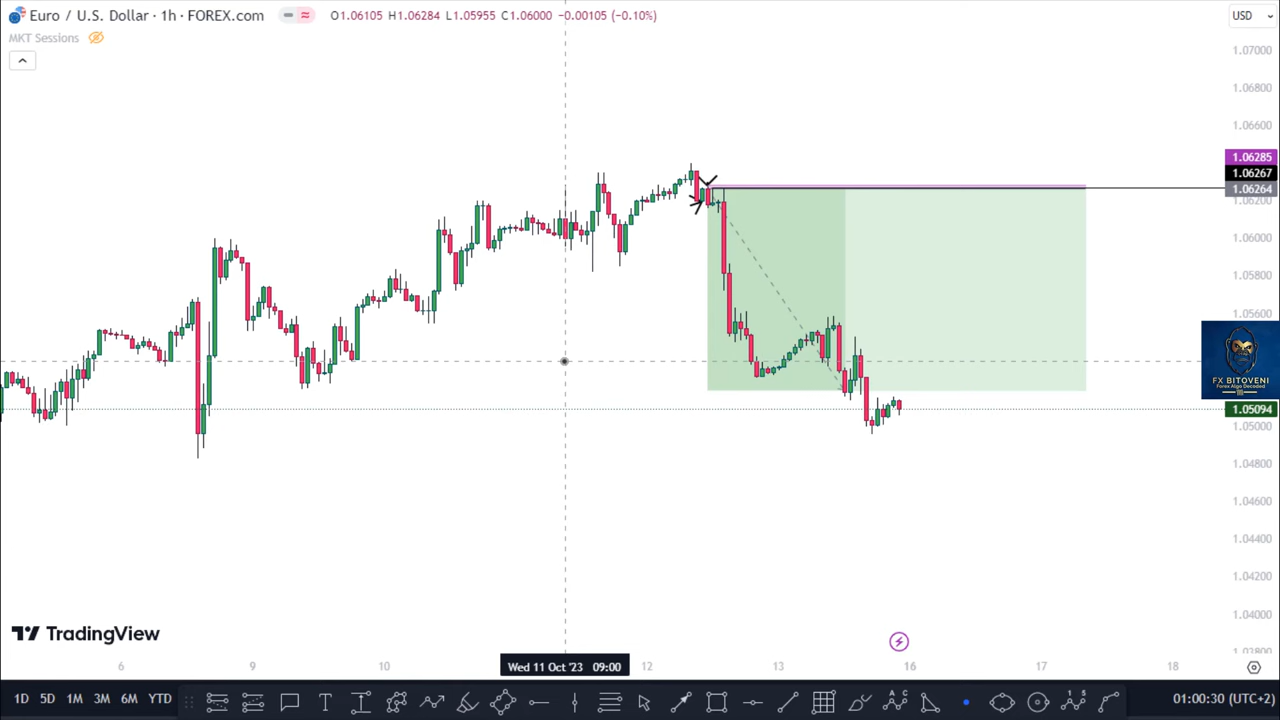 Euro / U.S. Dollar · 1h · FOREX.com O1.06105 H1.06284 L1.05955 C1.06000 −0.00105 (−0.10%) USD
MKT Sessions
1.07000
1.06800
1.06600
1.06285
1.06267
1.06264
1.06200
1.06000
1.05800
1.05600
FX BITOVENI
Forex Algo Decoded
1.05094
1.05000
1.04800
1.04600
1.04400
1.04200
1.04000
1.03800
TradingView
6 9 10 Wed 11 Oct '23 09:00 12 13 16 17 18
1D 5D 1M 3M 6M YTD 01:00:30 (UTC+2)